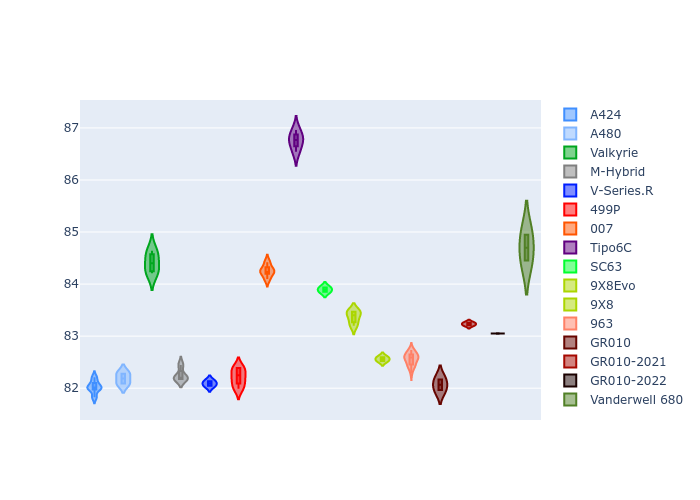 87
86
85
84
83
82
A424
A480
Valkyrie
M-Hybrid
V-Series.R
499P
007
Tipo6C
SC63
9X8Evo
9X8
963
GR010
GR010-2021
GR010-2022
Vanderwell 680